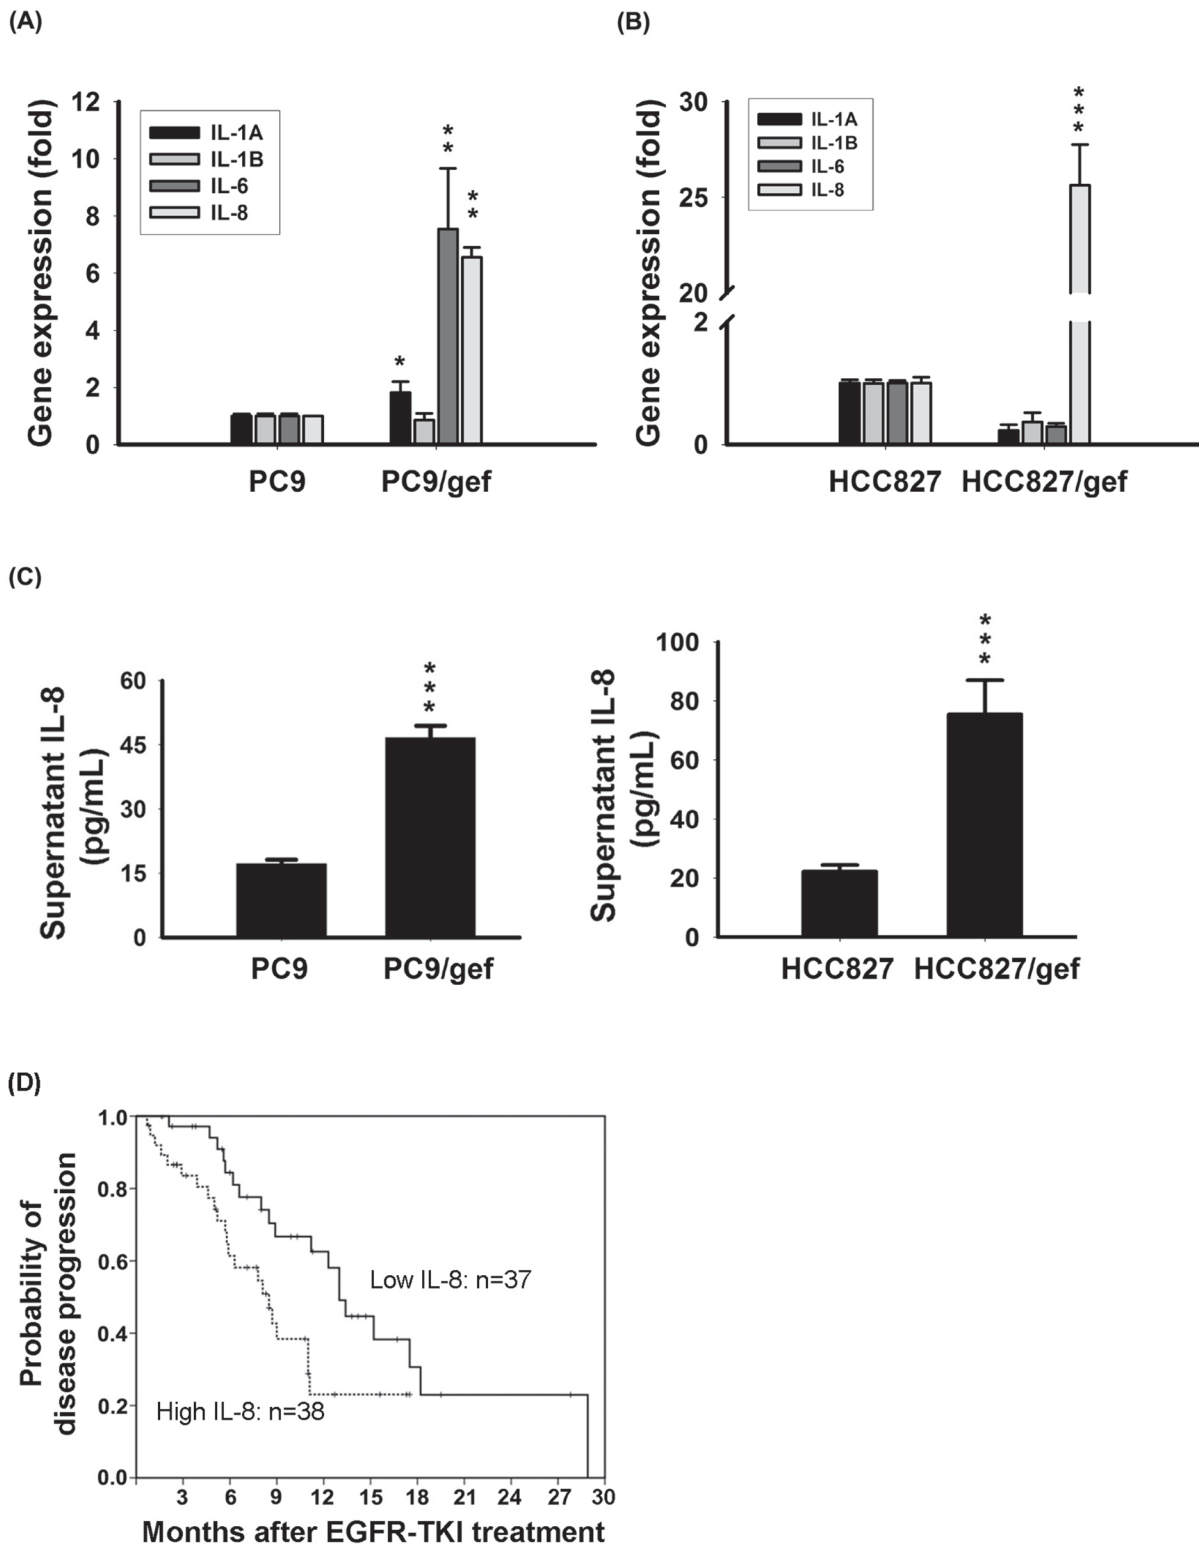 (A)
Gene expression (fold)
12
10
8
6
4
2
0
IL-1A
IL-1B
IL-6
IL-8
*
**
**
PC9
PC9/gef
(B)
Gene expression (fold)
30
25
20
2
0
IL-1A
IL-1B
IL-6
IL-8
***
HCC827
HCC827/gef
(C)
Supernatant IL-8
(pg/mL)
60
45
30
15
0
***
PC9
PC9/gef
Supernatant IL-8
(pg/mL)
100
80
60
40
20
0
***
HCC827
HCC827/gef
(D)
Probability of
disease progression
1.0
0.8
0.6
0.4
0.2
0.0
Low IL-8: n=37
High IL-8: n=38
3 6 9 12 15 18 21 24 27 30
Months after EGFR-TKI treatment